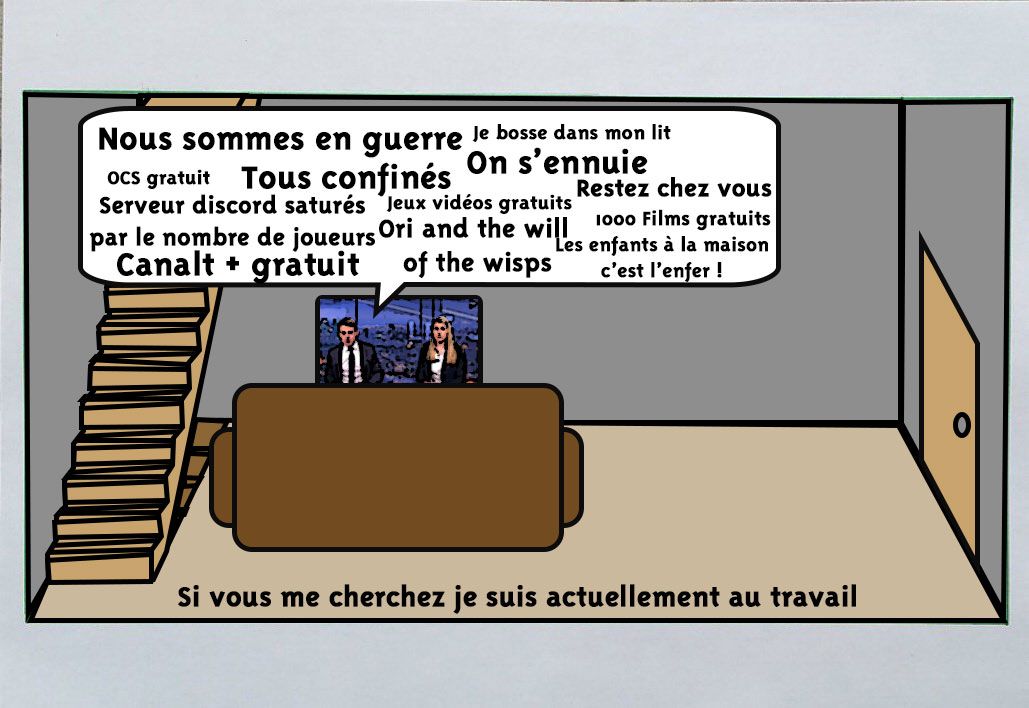 Nous sommes en guerre
Je bosse dans mon lit
On s'ennuie
OCS gratuit
Tous confinés
Restez chez vous
Serveur discord saturés
par le nombre de joueurs
Jeux vidéos gratuits
1000 Films gratuits
Ori and the will
of the wisps
Les enfants à la maison
c'est l'enfer !
Canalt + gratuit
Si vous me cherchez je suis actuellement au travail